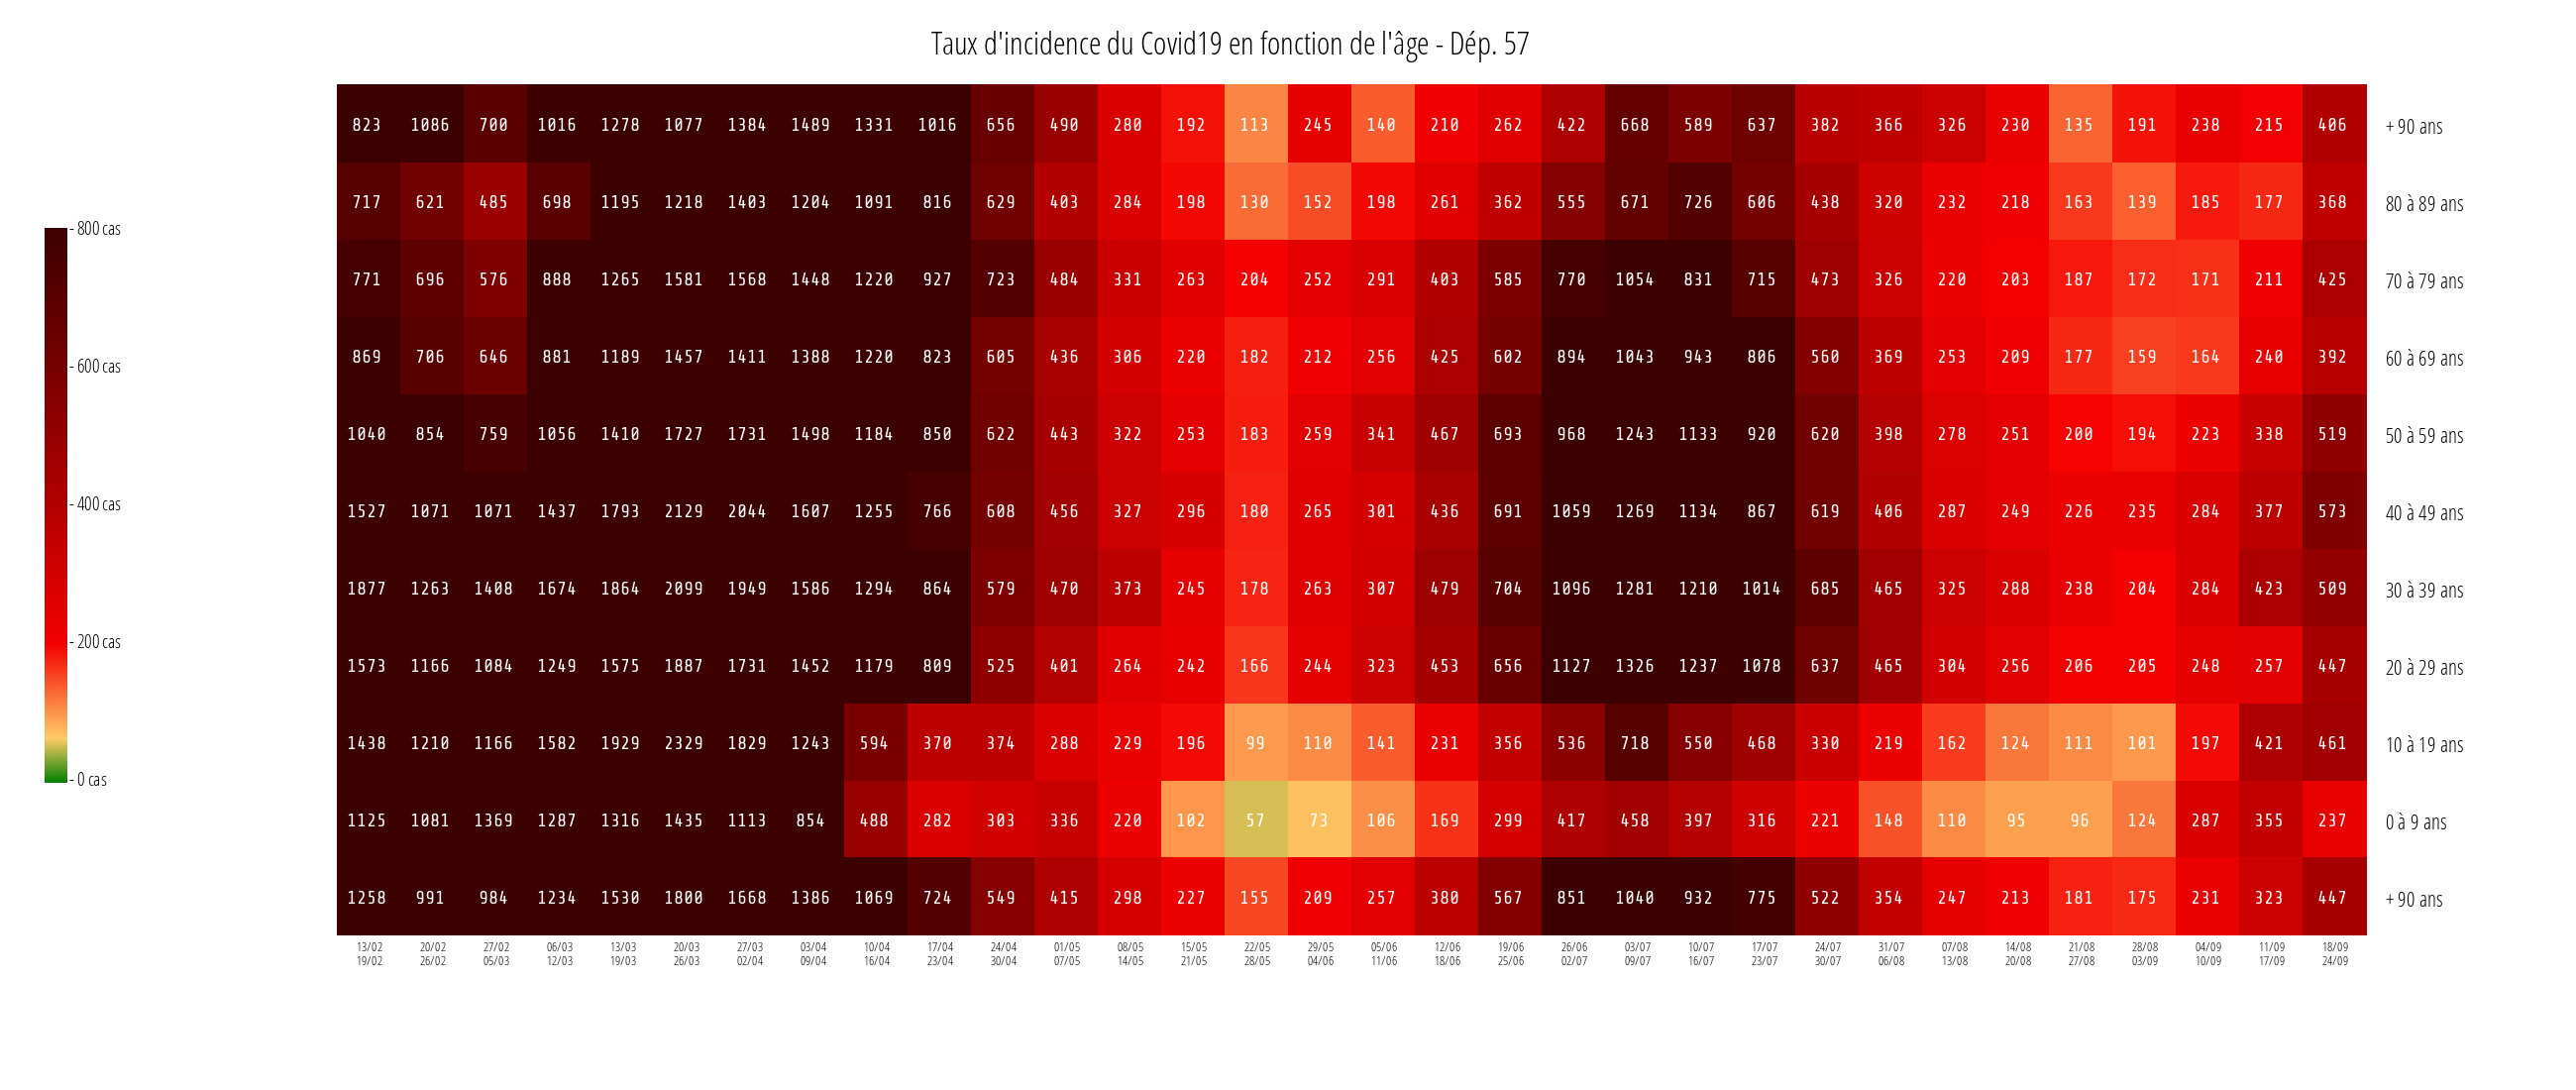 Taux d'incidence du Covid19 en fonction de l'âge - Dép. 57
823 1086 700 1016 1278 1077 1384 1489 1331 1016 656 490 280 192 113 245 140 210 262 422 668 589 637 382 366 326 230 135 191 238 215 406 + 90 ans
717 621 485 698 1195 1218 1403 1204 1091 816 629 403 284 198 130 152 198 261 362 555 671 726 606 438 320 232 218 163 139 185 177 368 80 à 89 ans
- 800 cas
771 696 576 888 1265 1581 1568 1448 1220 927 723 484 331 263 204 252 291 403 585 770 1054 831 715 473 326 220 203 187 172 171 211 425 70 à 79 ans
869 706 646 881 1189 1457 1411 1388 1220 823 605 436 306 220 182 212 256 425 602 894 1043 943 806 560 369 253 209 177 159 164 240 392 60 à 69 ans
- 600 cas
1040 854 759 1056 1410 1727 1731 1498 1184 850 622 443 322 253 183 259 341 467 693 968 1243 1133 920 620 398 278 251 200 194 223 338 519 50 à 59 ans
- 400 cas
1527 1071 1071 1437 1793 2129 2044 1607 1255 766 608 456 327 296 180 265 301 436 691 1059 1269 1134 867 619 406 287 249 226 235 284 377 573 40 à 49 ans
1877 1263 1408 1674 1864 2099 1949 1586 1294 864 579 470 373 245 178 263 307 479 704 1096 1281 1210 1014 685 465 325 288 238 204 284 423 509 30 à 39 ans
- 200 cas
1573 1166 1084 1249 1575 1887 1731 1452 1179 809 525 401 264 242 166 244 323 453 656 1127 1326 1237 1078 637 465 304 256 206 205 248 257 447 20 à 29 ans
1438 1210 1166 1582 1929 2329 1829 1243 594 370 374 288 229 196 99 110 141 231 356 536 718 550 468 330 219 162 124 111 101 197 421 461 10 à 19 ans
- 0 cas
1125 1081 1369 1287 1316 1435 1113 854 488 282 303 336 220 102 57 73 106 169 299 417 458 397 316 221 148 110 95 96 124 287 355 237 0 à 9 ans
1258 991 984 1234 1530 1800 1668 1386 1069 724 549 415 298 227 155 209 257 380 567 851 1040 932 775 522 354 247 213 181 175 231 323 447 + 90 ans
13/02 20/02 27/02 06/03 13/03 20/03 27/03 03/04 10/04 17/04 24/04 01/05 08/05 15/05 22/05 29/05 05/06 12/06 19/06 26/06 03/07 10/07 17/07 24/07 31/07 07/08 14/08 21/08 28/08 04/09 11/09 18/09
19/02 26/02 05/03 12/03 19/03 26/03 02/04 09/04 16/04 23/04 30/04 07/05 14/05 21/05 28/05 04/06 11/06 18/06 25/06 02/07 09/07 16/07 23/07 30/07 06/08 13/08 20/08 27/08 03/09 10/09 17/09 24/09